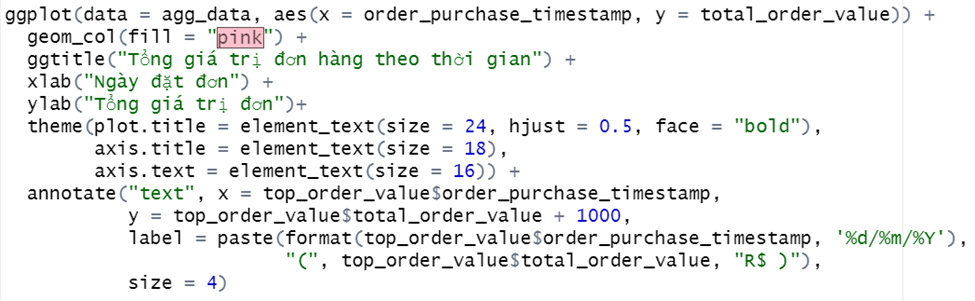 ggplot(data = agg_data, aes(x = order_purchase_timestamp, y = total_order_value)) +
  geom_col(fill = "pink") +
  ggtitle("Tổng giá trị đơn hàng theo thời gian") +
  xlab("Ngày đặt đơn") +
  ylab("Tổng giá trị đơn")+
  theme(plot.title = element_text(size = 24, hjust = 0.5, face = "bold"),
        axis.title = element_text(size = 18),
        axis.text = element_text(size = 16)) +
  annotate("text", x = top_order_value$order_purchase_timestamp,
           y = top_order_value$total_order_value + 1000,
           label = paste(format(top_order_value$order_purchase_timestamp, '%d/%m/%Y'),
                         "(", top_order_value$total_order_value, "R$ )"),
           size = 4)